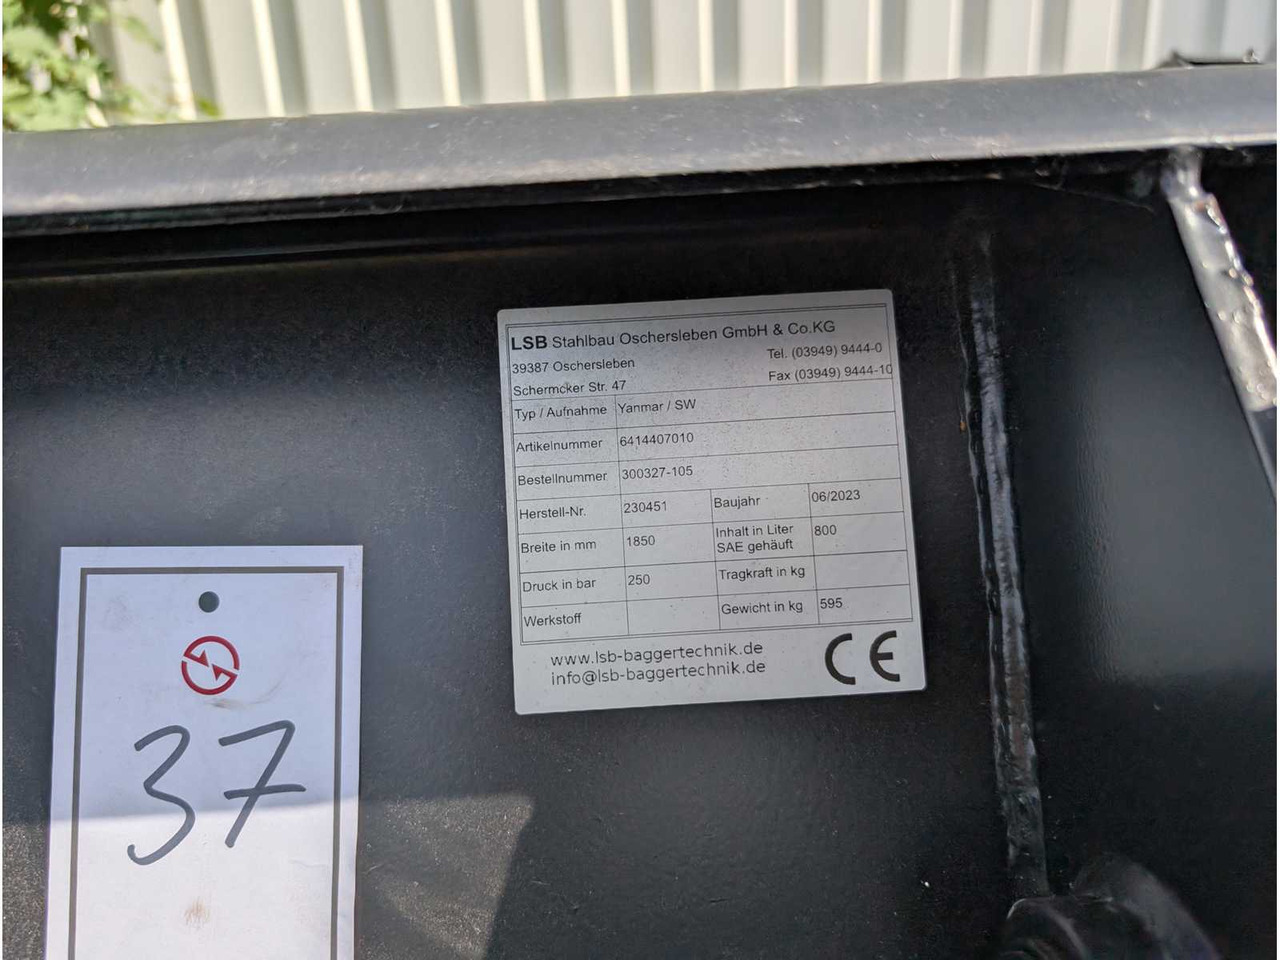 LSB Stahlbau Oschersleben GmbH & Co.KG
39387 Oschersleben Tel. (03949) 9444-0
Schermcker Str. 47 Fax (03949) 9444-10
Typ / Aufnahme Yanmar / SW
Artikelnummer 6414407010
Bestellnummer 300327-105
Herstell-Nr. 230451 Baujahr 06/2023
Breite in mm 1850 Inhalt in Liter SAE gehäuft 800
Druck in bar 250 Tragkraft in kg
Werkstoff Gewicht in kg 595
www.lsb-baggertechnik.de
info@lsb-baggertechnik.de
CE
37